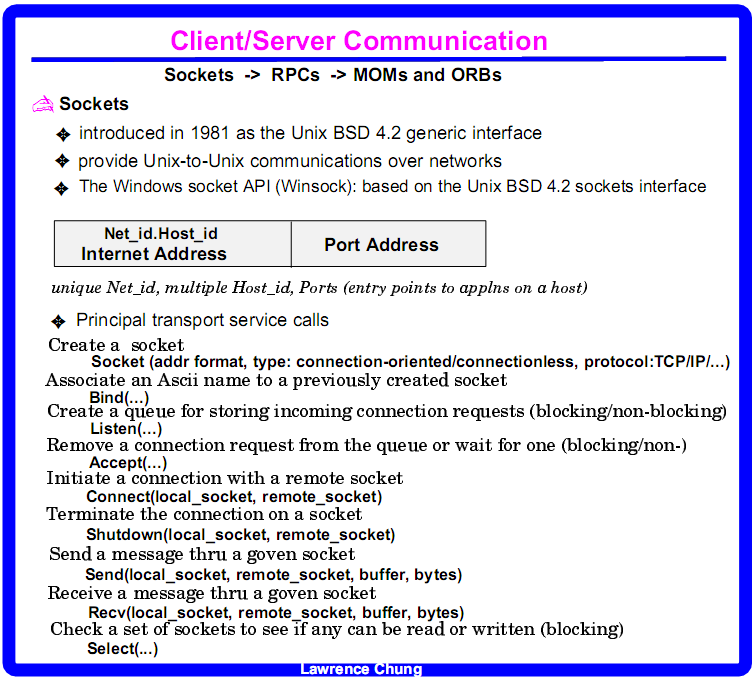 Client/Server Communication
Sockets -> RPCs -> MOMs and ORBs
Sockets
introduced in 1981 as the Unix BSD 4.2 generic interface
provide Unix-to-Unix communications over networks
The Windows socket API (Winsock): based on the Unix BSD 4.2 sockets interface
Net_id.Host_id
Internet Address
Port Address
unique Net_id, multiple Host_id, Ports (entry points to applns on a host)
Principal transport service calls
Create a socket
Socket (addr format, type: connection-oriented/connectionless, protocol:TCP/IP/...)
Associate an Ascii name to a previously created socket
Bind(...)
Create a queue for storing incoming connection requests (blocking/non-blocking)
Listen(...)
Remove a connection request from the queue or wait for one (blocking/non-)
Accept(...)
Initiate a connection with a remote socket
Connect(local_socket, remote_socket)
Terminate the connection on a socket
Shutdown(local_socket, remote_socket)
Send a message thru a goven socket
Send(local_socket, remote_socket, buffer, bytes)
Receive a message thru a goven socket
Recv(local_socket, remote_socket, buffer, bytes)
Check a set of sockets to see if any can be read or written (blocking)
Select(...)
Lawrence Chung